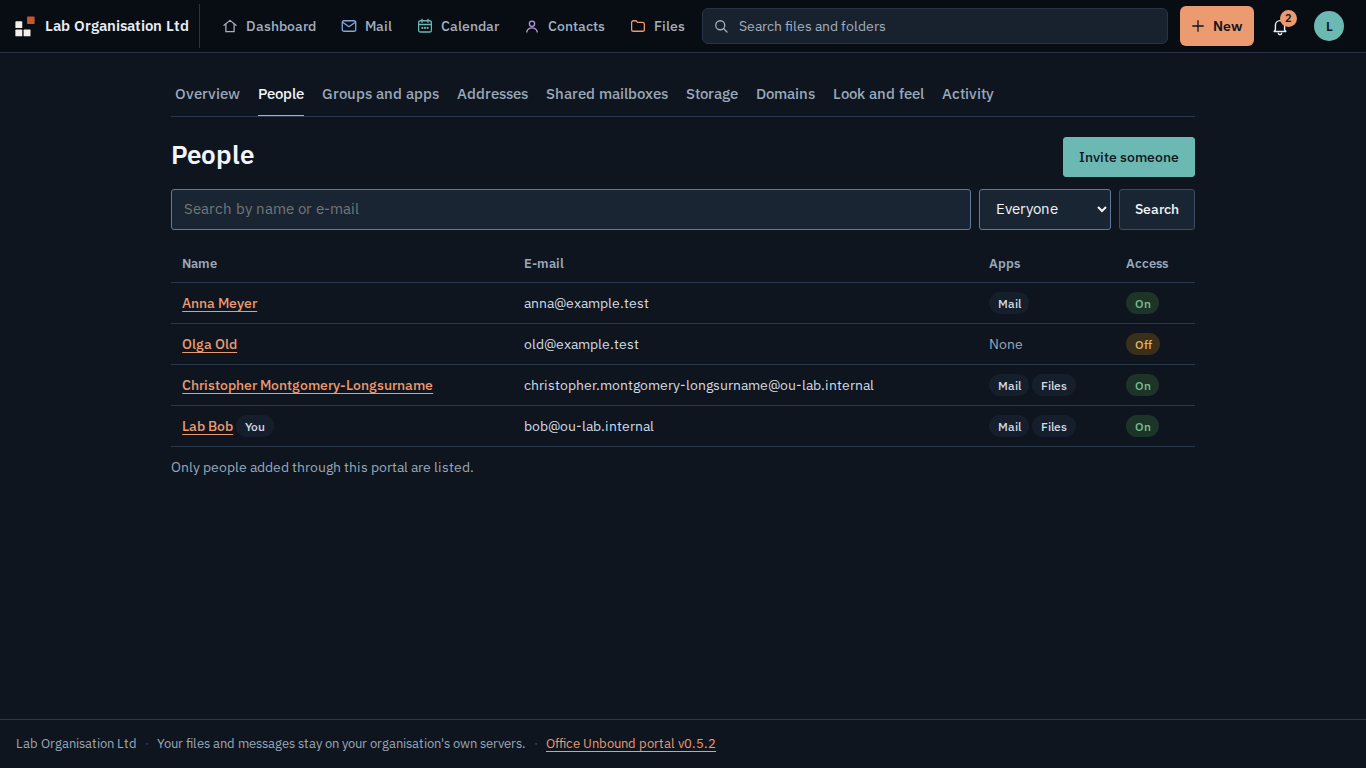 Lab Organisation Ltd Dashboard Mail Calendar Contacts Files Search files and folders New 2 L
Overview People Groups and apps Addresses Shared mailboxes Storage Domains Look and feel Activity
People Invite someone
Search by name or e-mail Everyone Search
Name E-mail Apps Access
Anna Meyer anna@example.test Mail On
Olga Old old@example.test None Off
Christopher Montgomery-Longsurname christopher.montgomery-longsurname@ou-lab.internal Mail Files On
Lab Bob You bob@ou-lab.internal Mail Files On
Only people added through this portal are listed.
Lab Organisation Ltd · Your files and messages stay on your organisation's own servers. · Office Unbound portal v0.5.2